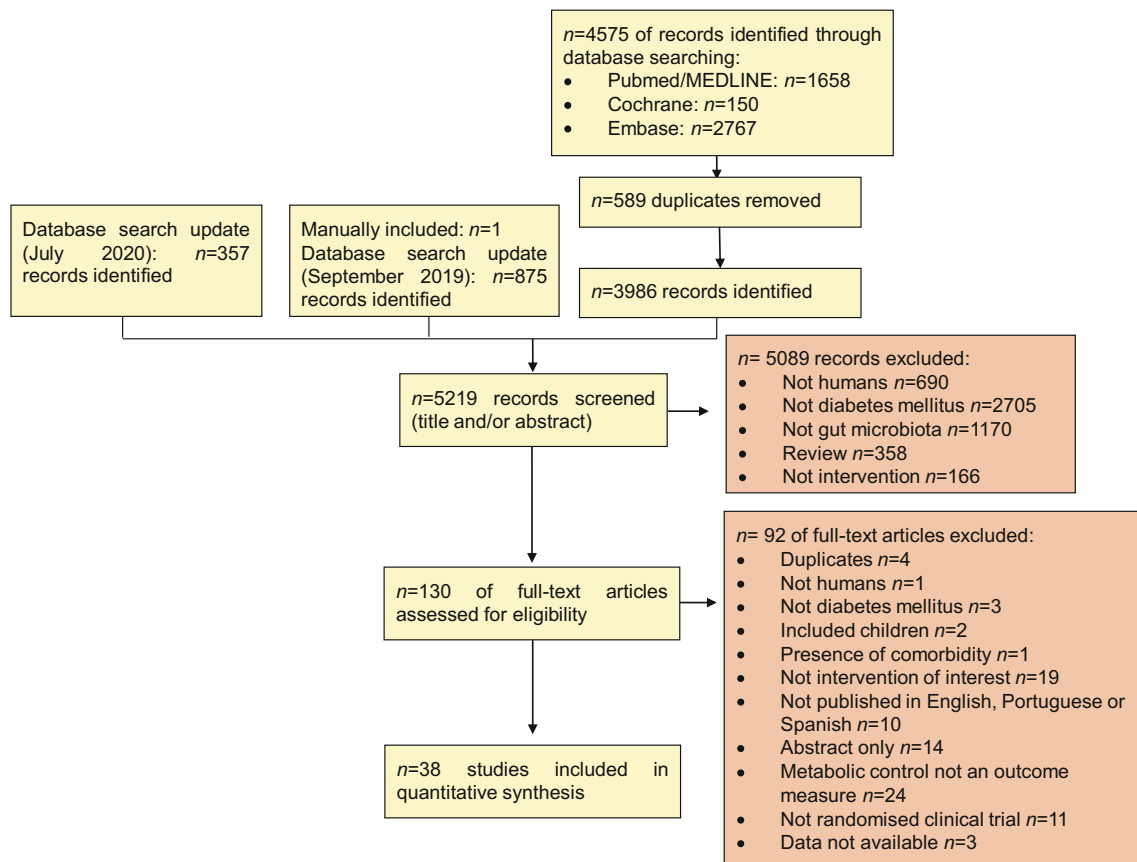 n=4575 of records identified through
database searching:
• Pubmed/MEDLINE: n=1658
• Cochrane: n=150
• Embase: n=2767
n=589 duplicates removed
Database search update
(July 2020): n=357
records identified
Manually included: n=1
Database search update
(September 2019): n=875
records identified
n=3986 records identified
n=5219 records screened
(title and/or abstract)
n= 5089 records excluded:
• Not humans n=690
• Not diabetes mellitus n=2705
• Not gut microbiota n=1170
• Review n=358
• Not intervention n=166
n=130 of full-text articles
assessed for eligibility
n= 92 of full-text articles excluded:
• Duplicates n=4
• Not humans n=1
• Not diabetes mellitus n=3
• Included children n=2
• Presence of comorbidity n=1
• Not intervention of interest n=19
• Not published in English, Portuguese or
Spanish n=10
• Abstract only n=14
• Metabolic control not an outcome
measure n=24
• Not randomised clinical trial n=11
• Data not available n=3
n=38 studies included in
quantitative synthesis